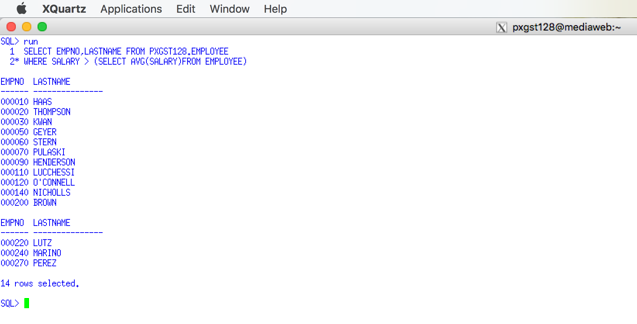 XQuartz Applications Edit Window Help
X pxgst128@mediaweb:~
SQL> run
1 SELECT EMPNO,LASTNAME FROM PXGST128.EMPLOYEE
2* WHERE SALARY > (SELECT AVG(SALARY)FROM EMPLOYEE)
EMPNO LASTNAME
------ ---------------
000010 HAAS
000020 THOMPSON
000030 KWAN
000050 GEYER
000060 STERN
000070 PULASKI
000090 HENDERSON
000110 LUCCHESSI
000120 O'CONNELL
000140 NICHOLLS
000200 BROWN
EMPNO LASTNAME
------ ---------------
000220 LUTZ
000240 MARINO
000270 PEREZ
14 rows selected.
SQL>